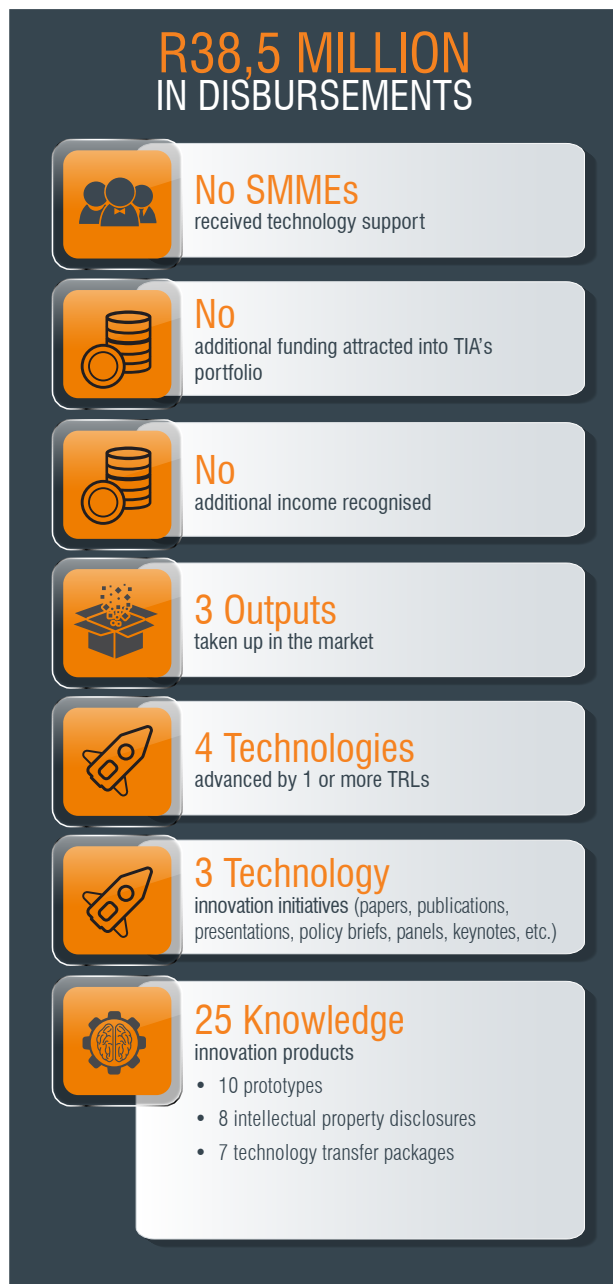 R38,5 MILLION
IN DISBURSEMENTS
No SMMEs
received technology support
No
additional funding attracted into TIA's
portfolio
No
additional income recognised
3 Outputs
taken up in the market
4 Technologies
advanced by 1 or more TRLs
3 Technology
innovation initiatives (papers, publications,
presentations, policy briefs, panels, keynotes, etc.)
25 Knowledge
innovation products
• 10 prototypes
• 8 intellectual property disclosures
• 7 technology transfer packages